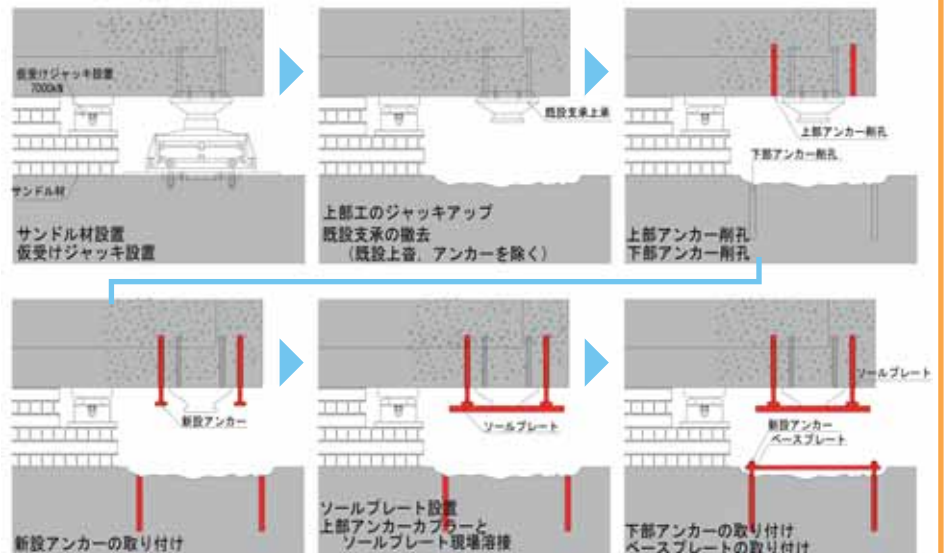 仮受けジャッキ設置
7000kN
サンドル材
サンドル材設置
仮受けジャッキ設置
既設支承上承
上部工のジャッキアップ
既設支承の撤去
(既設上沓、アンカーを除く)
上部アンカー削孔
下部アンカー削孔
上部アンカー削孔
下部アンカー削孔
新設アンカー
新設アンカーの取り付け
ソールプレート
ソールプレート設置
上部アンカーカプラーと
ソールプレート現場溶接
ソールプレート
新設アンカー
ベースプレート
下部アンカーの取り付け
ベースプレートの取り付け